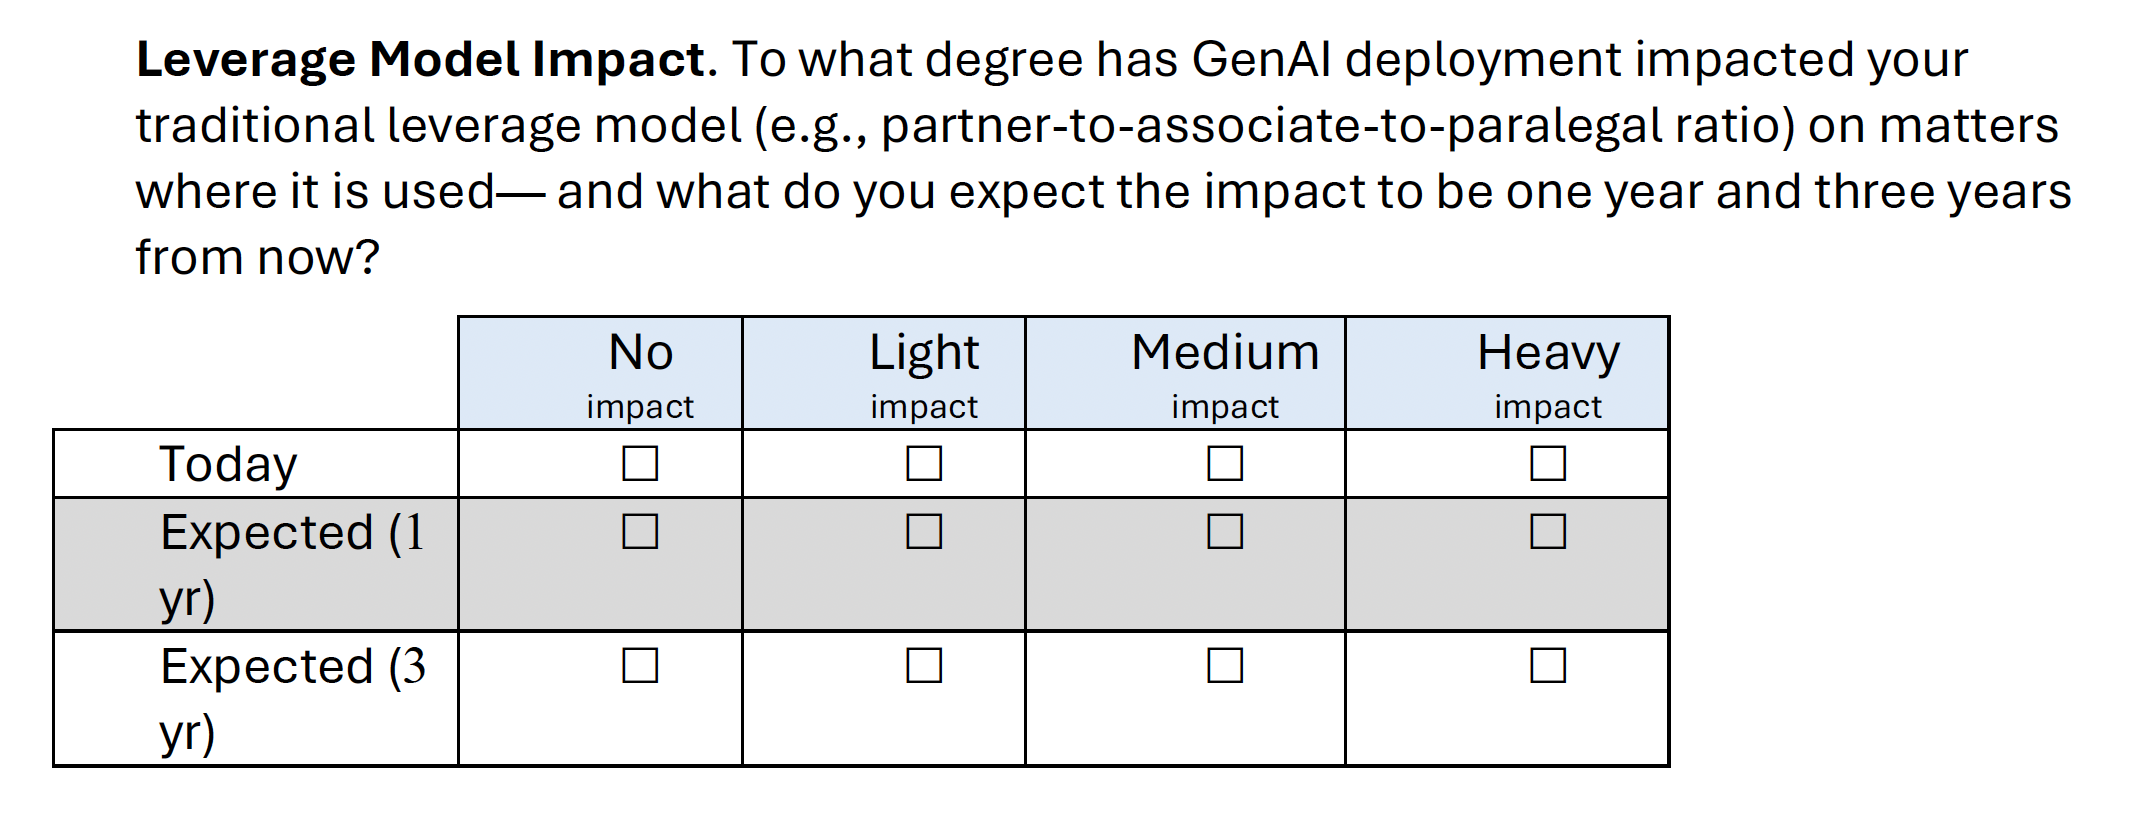 Leverage Model Impact. To what degree has GenAI deployment impacted your
traditional leverage model (e.g., partner-to-associate-to-paralegal ratio) on matters
where it is used— and what do you expect the impact to be one year and three years
from now?
No Light Medium Heavy
impact impact impact impact
Today ☐ ☐ ☐ ☐
Expected (1 ☐ ☐ ☐ ☐
yr)
Expected (3 ☐ ☐ ☐ ☐
yr)